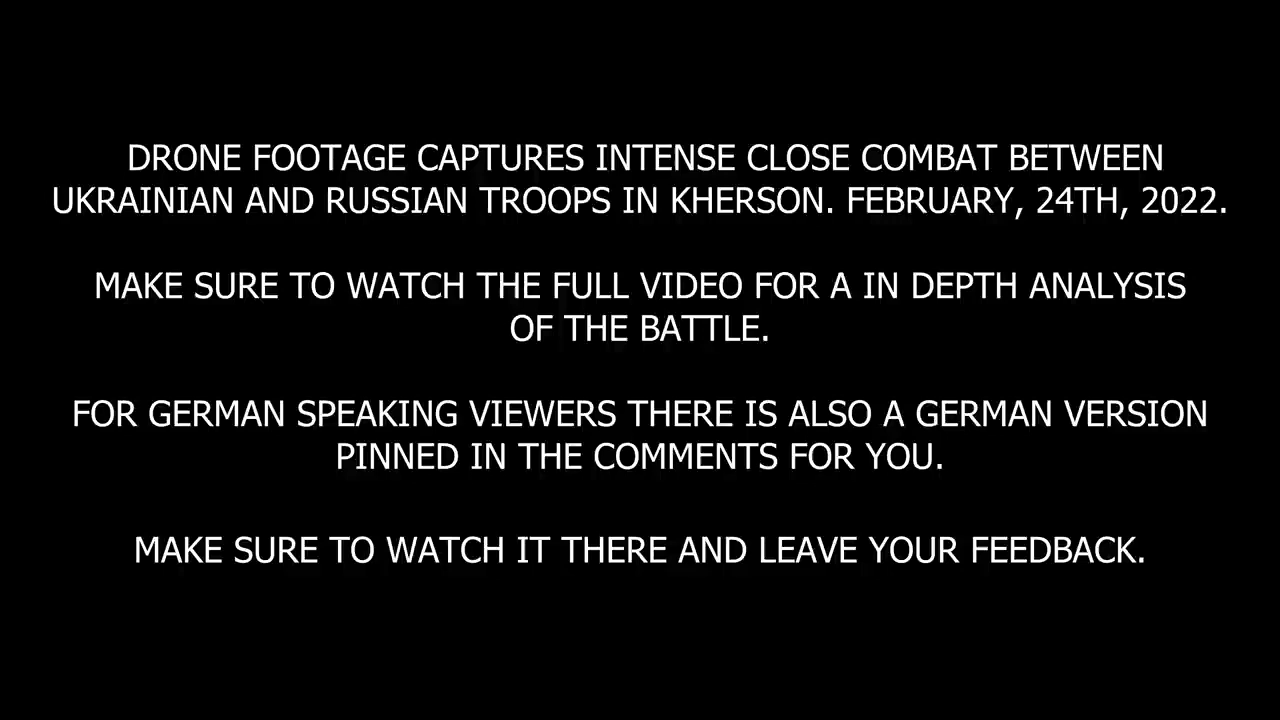 DRONE FOOTAGE CAPTURES INTENSE CLOSE COMBAT BETWEEN
UKRAINIAN AND RUSSIAN TROOPS IN KHERSON. FEBRUARY, 24TH, 2022.
MAKE SURE TO WATCH THE FULL VIDEO FOR A IN DEPTH ANALYSIS
OF THE BATTLE.
FOR GERMAN SPEAKING VIEWERS THERE IS ALSO A GERMAN VERSION
PINNED IN THE COMMENTS FOR YOU.
MAKE SURE TO WATCH IT THERE AND LEAVE YOUR FEEDBACK.